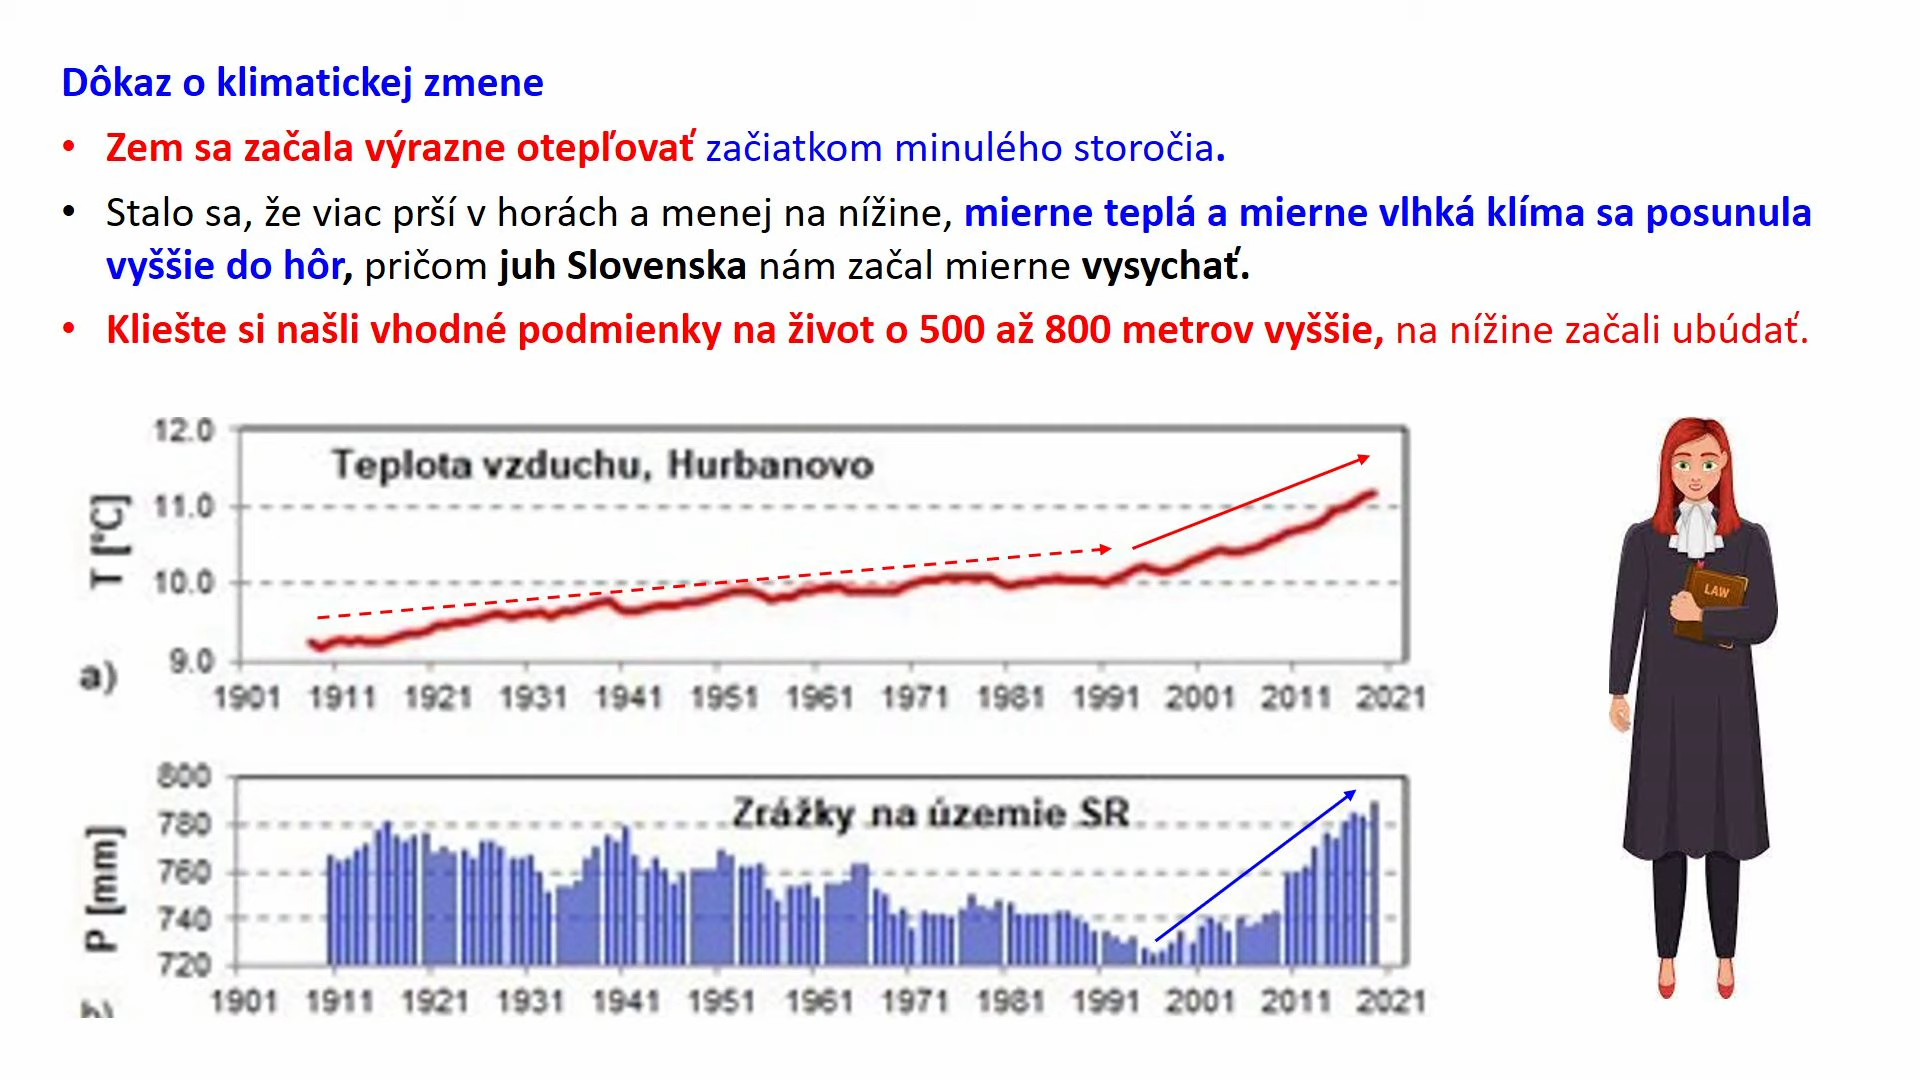 Dôkaz o klimatickej zmene
• Zem sa začala výrazne otepľovať začiatkom minulého storočia.
• Stalo sa, že viac prší v horách a menej na nížine, mierne teplá a mierne vlhká klíma sa posunula
vyššie do hôr, pričom juh Slovenska nám začal mierne vysychať.
• Kliešte si našli vhodné podmienky na život o 500 až 800 metrov vyššie, na nížine začali ubúdať.
Teplota vzduchu, Hurbanovo
T [°C]
12.0
11.0
10.0
9.0
a)
1901 1911 1921 1931 1941 1951 1961 1971 1981 1991 2001 2011 2021
LAW
Zrážky na územie SR
P [mm]
800
780
760
740
720
b)
1901 1911 1921 1931 1941 1951 1961 1971 1981 1991 2001 2011 2021